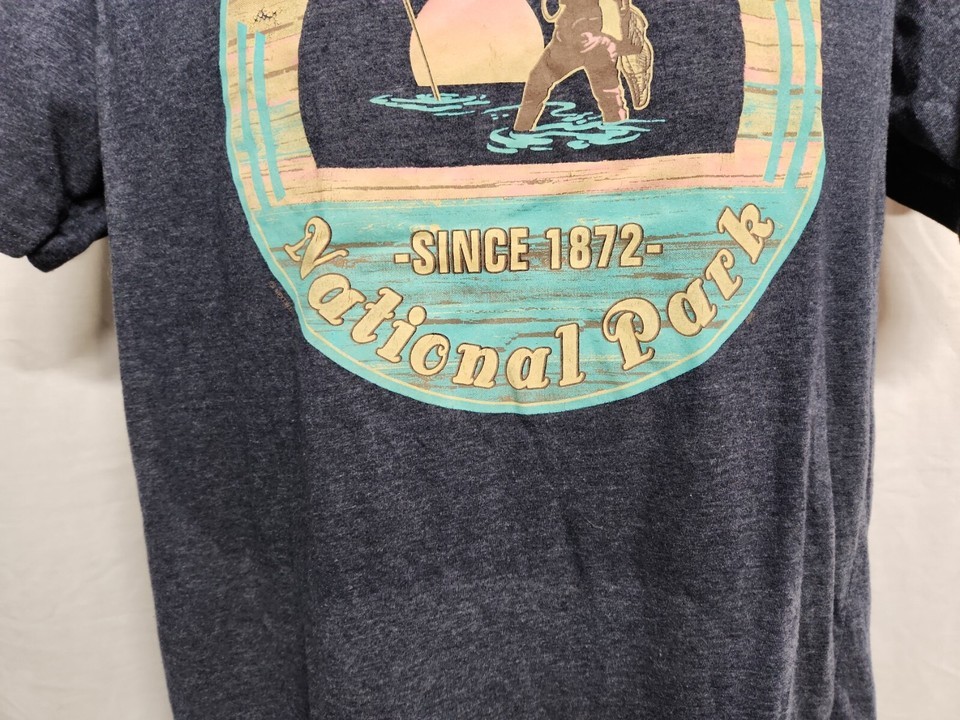 -SINCE 1872-
National Park